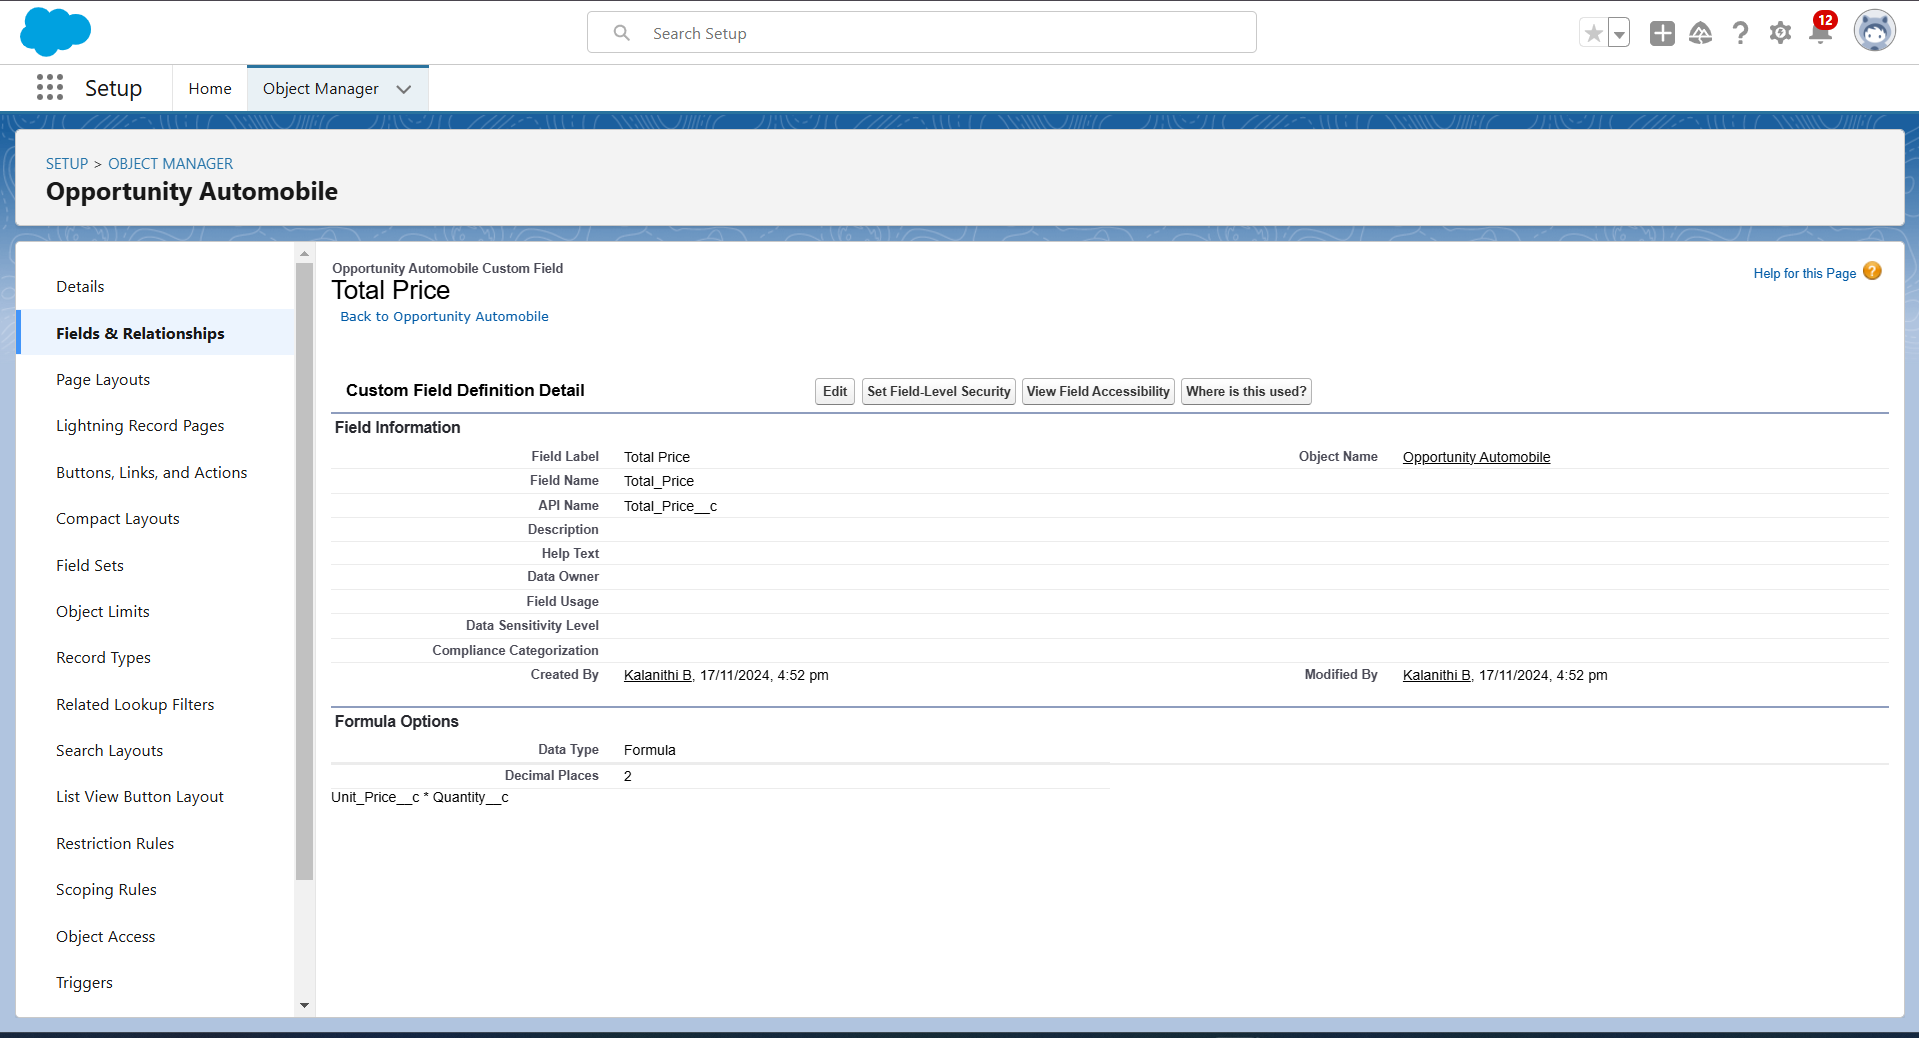 Search Setup
12
Setup
Home
Object Manager
SETUP > OBJECT MANAGER
Opportunity Automobile
Details
Fields & Relationships
Page Layouts
Lightning Record Pages
Buttons, Links, and Actions
Compact Layouts
Field Sets
Object Limits
Record Types
Related Lookup Filters
Search Layouts
List View Button Layout
Restriction Rules
Scoping Rules
Object Access
Triggers
Opportunity Automobile Custom Field
Total Price
Back to Opportunity Automobile
Help for this Page ?
Custom Field Definition Detail
Edit
Set Field-Level Security
View Field Accessibility
Where is this used?
Field Information
Field Label Total Price Object Name Opportunity Automobile
Field Name Total_Price
API Name Total_Price__c
Description
Help Text
Data Owner
Field Usage
Data Sensitivity Level
Compliance Categorization
Created By Kalanithi B, 17/11/2024, 4:52 pm Modified By Kalanithi B, 17/11/2024, 4:52 pm
Formula Options
Data Type Formula
Decimal Places 2
Unit_Price__c * Quantity__c